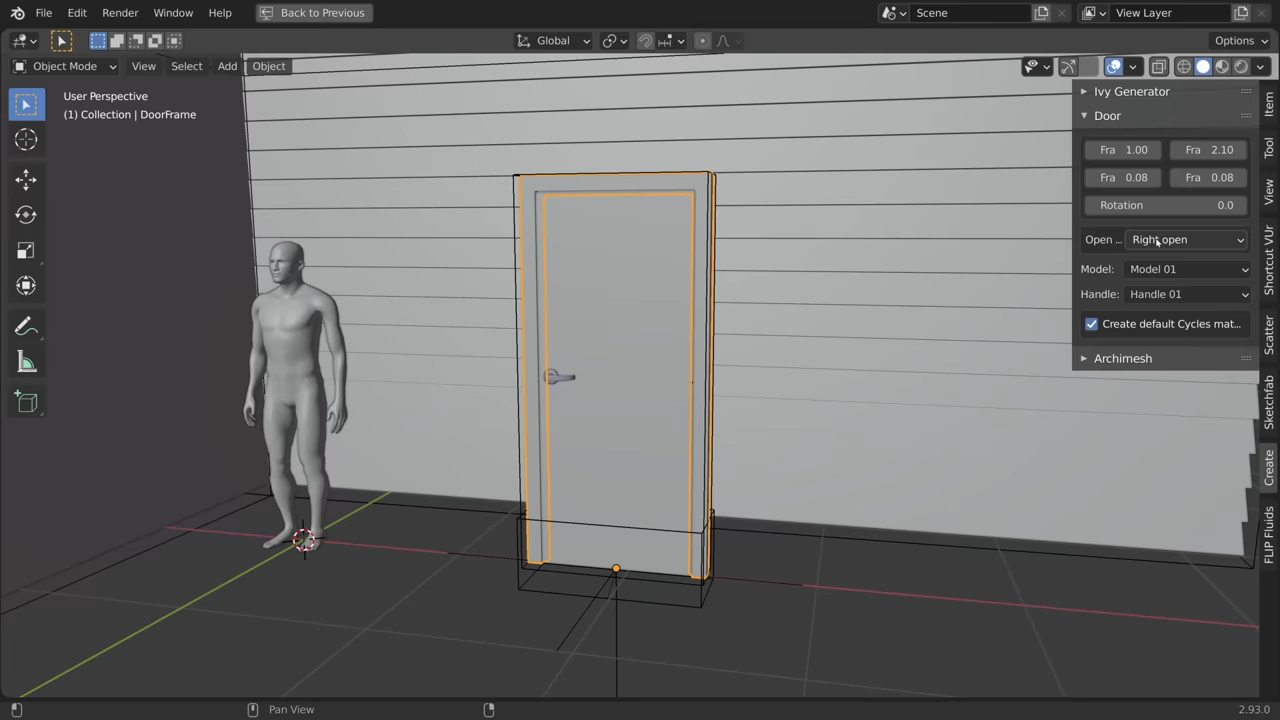 File Edit Render Window Help Back to Previous Scene View Layer
Global Options
Object Mode View Select Add Object
User Perspective
(1) Collection | DoorFrame
Ivy Generator
Door
Fra 1.00 Fra 2.10
Fra 0.08 Fra 0.08
Rotation 0.0
Open ... Right open
Model: Model 01
Handle: Handle 01
Create default Cycles mat...
Archimesh
Item
Tool
View
Shortcut VUr
Scatter
Sketchfab
Create
FLIP Fluids
Pan View 2.93.0